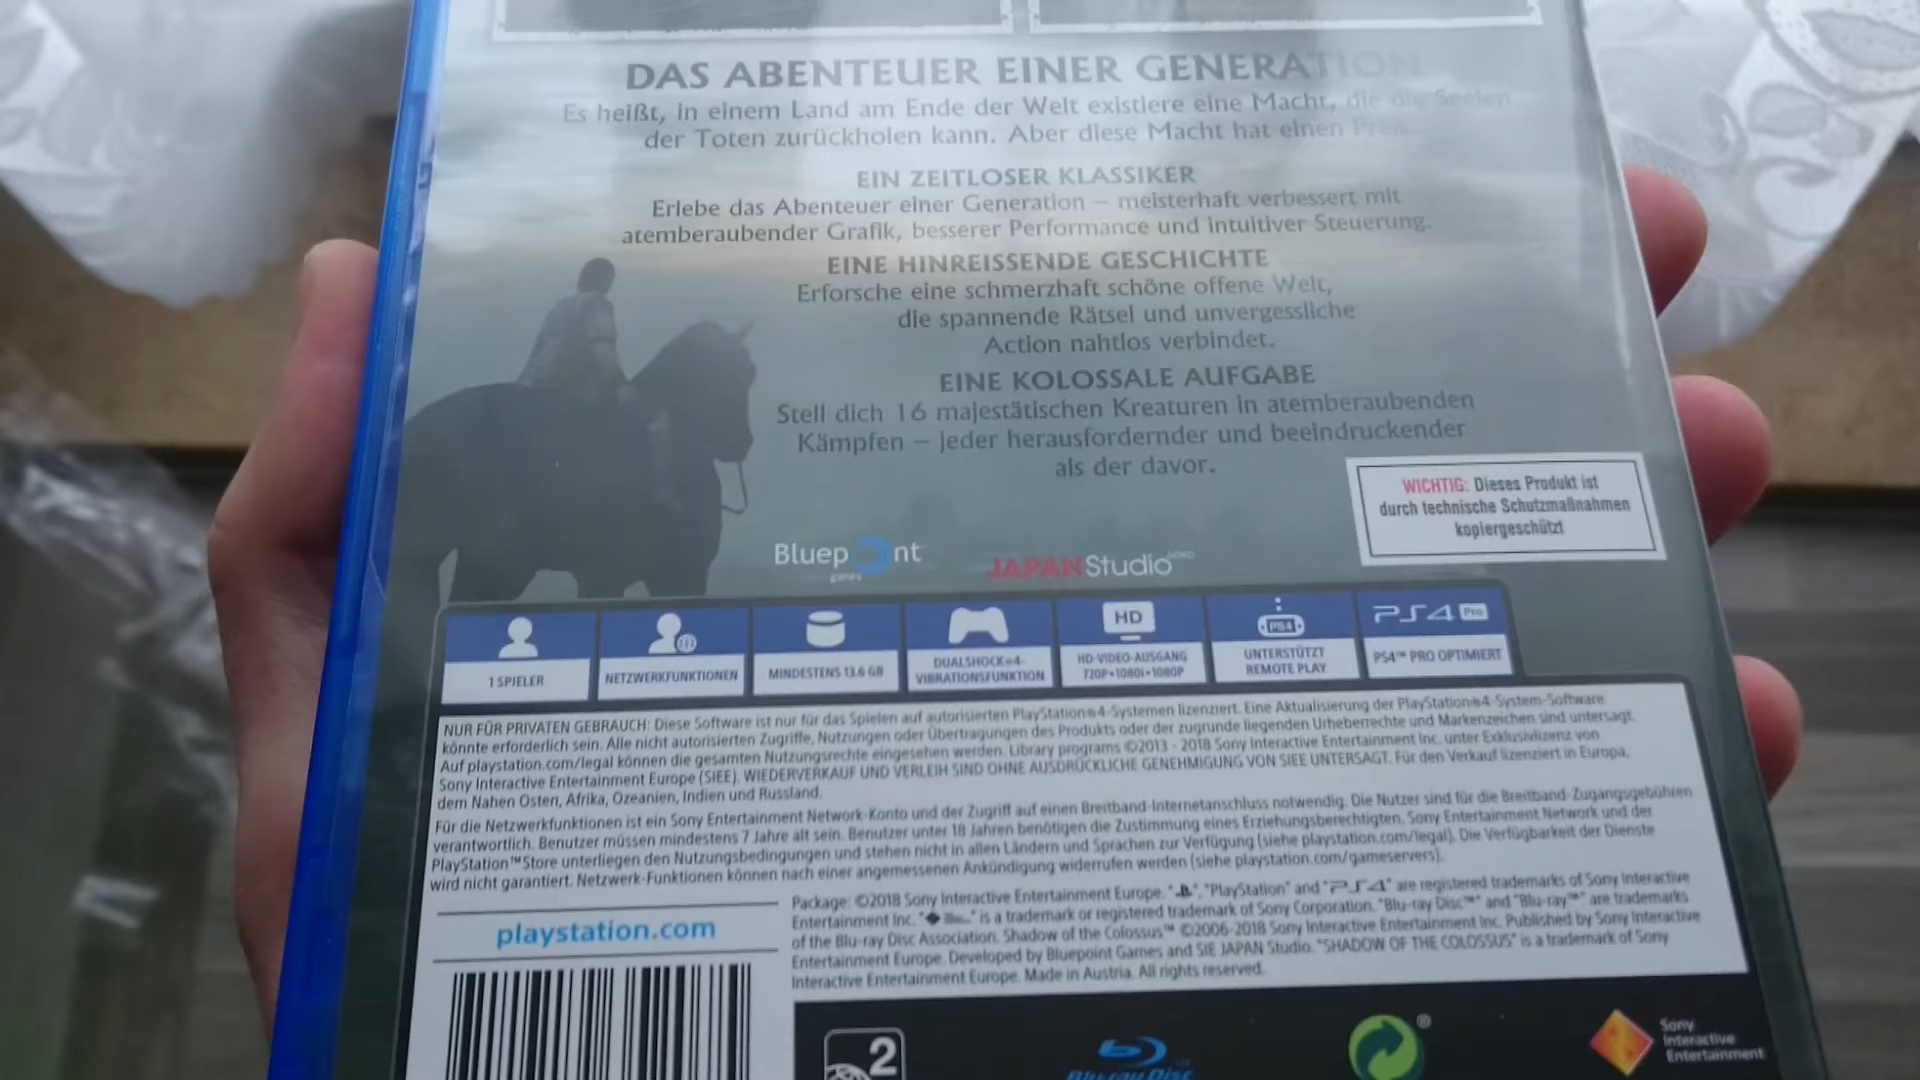 DAS ABENTEUER EINER GENERATION
Es heißt, in einem Land am Ende der Welt existiere eine Macht, die die Seelen
der Toten zurückholen kann. Aber diese Macht hat einen
EIN ZEITLOSER KLASSIKER
Erlebe das Abenteuer einer Generation – meisterhaft verbessert mit
atemberaubender Grafik, besserer Performance und intuitiver Steuerung.
EINE HINREISSENDE GESCHICHTE
Erforsche eine schmerzhaft schöne offene Welt,
die spannende Rätsel und unvergessliche
Action nahtlos verbindet.
EINE KOLOSSALE AUFGABE
Stell dich 16 majestätischen Kreaturen in atemberaubenden
Kämpfen – jeder herausfordernder und beeindruckender
als der davor.
WICHTIG: Dieses Produkt ist
durch technische Schutzmaßnahmen
kopiergeschützt
Bluepoint
games
JAPANStudio
HD
PS4
PS4 Pro
1 SPIELER
NETZWERKFUNKTIONEN
MINDESTENS 13.6 GB
DUALSHOCK®4-
VIBRATIONSFUNKTION
HD-VIDEO-AUSGANG
720P•1080i•1080P
UNTERSTÜTZT
REMOTE PLAY
PS4™ PRO OPTIMIERT
NUR FÜR PRIVATEN GEBRAUCH: Diese Software ist nur für das Spielen auf autorisierten PlayStation®4-Systemen lizenziert. Eine Aktualisierung der PlayStation®4-System-Software
könnte erforderlich sein. Alle nicht autorisierten Zugriffe, Nutzungen oder Übertragungen des Produkts oder der zugrunde liegenden Urheberrechte und Markenzeichen sind untersagt.
Auf playstation.com/legal können die gesamten Nutzungsrechte eingesehen werden. Library programs ©2013 - 2018 Sony Interactive Entertainment Inc. unter Exklusivlizenz von
Sony Interactive Entertainment Europe (SIEE). WIEDERVERKAUF UND VERLEIH SIND OHNE AUSDRÜCKLICHE GENEHMIGUNG VON SIEE UNTERSAGT. Für den Verkauf lizenziert in Europa,
dem Nahen Osten, Afrika, Ozeanien, Indien und Russland.
Für die Netzwerkfunktionen ist ein Sony Entertainment Network-Konto und der Zugriff auf einen Breitband-Internetanschluss notwendig. Die Nutzer sind für die Breitband-Zugangsgebühren
verantwortlich. Benutzer müssen mindestens 7 Jahre alt sein. Benutzer unter 18 Jahren benötigen die Zustimmung eines Erziehungsberechtigten. Sony Entertainment Network und der
PlayStation™Store unterliegen den Nutzungsbedingungen und stehen nicht in allen Ländern und Sprachen zur Verfügung (siehe playstation.com/legal). Die Verfügbarkeit der Dienste
wird nicht garantiert. Netzwerk-Funktionen können nach einer angemessenen Ankündigung widerrufen werden (siehe playstation.com/gameservers).
playstation.com
Package: ©2018 Sony Interactive Entertainment Europe. " ", "PlayStation" and "PS4" are registered trademarks of Sony Interactive
Entertainment Inc. " " is a trademark or registered trademark of Sony Corporation. "Blu-ray Disc™" and "Blu-ray™" are trademarks
of the Blu-ray Disc Association. Shadow of the Colossus™ ©2006-2018 Sony Interactive Entertainment Inc. Published by Sony Interactive
Entertainment Europe. Developed by Bluepoint Games and SIE JAPAN Studio. "SHADOW OF THE COLOSSUS" is a trademark of Sony
Interactive Entertainment Europe. Made in Austria. All rights reserved.
2
Blu-ray Disc
®
Sony
Interactive
Entertainment